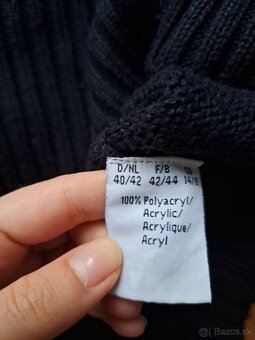 D/NL F/B GB
40/42 42/44 14/16
100% Polyacryl/
Acrylic/
Acrylique/
Acryl
Bazos.sk